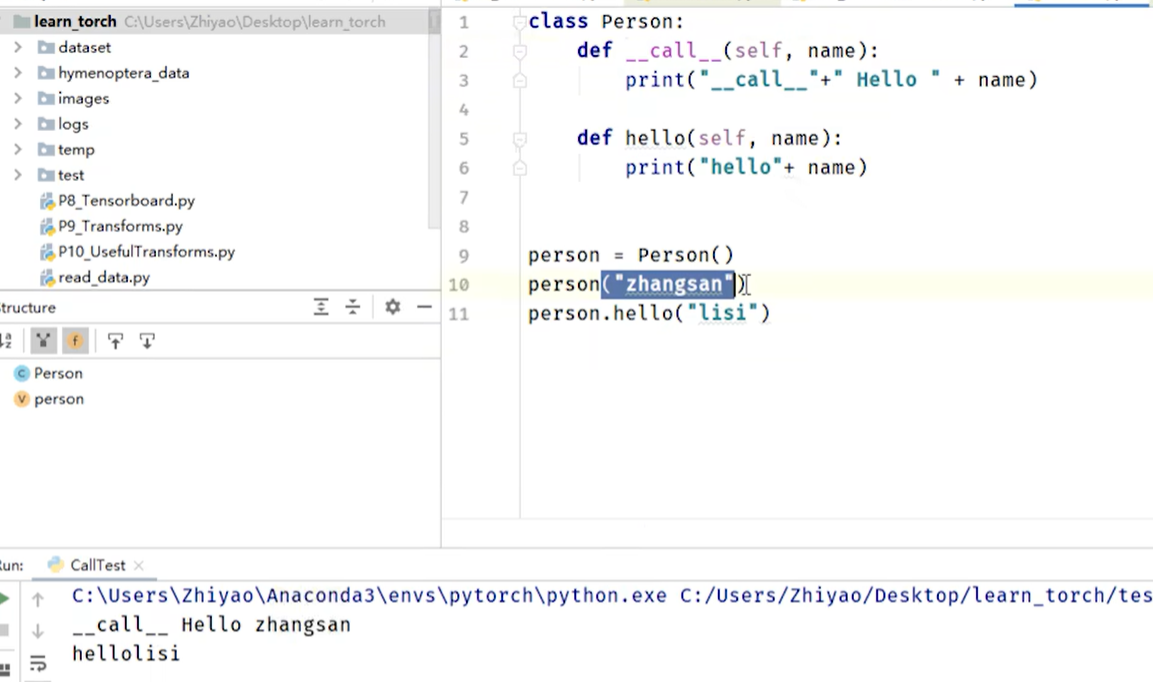 learn_torch C:\Users\Zhiyao\Desktop\learn_torch
dataset
hymenoptera_data
images
logs
temp
test
P8_Tensorboard.py
P9_Transforms.py
P10_UsefulTransforms.py
read_data.py
Structure
Person
person
1 class Person:
2 def __call__(self, name):
3 print("__call__"+" Hello " + name)
4
5 def hello(self, name):
6 print("hello"+ name)
7
8
9 person = Person()
10 person("zhangsan")
11 person.hello("lisi")
Run: CallTest
C:\Users\Zhiyao\Anaconda3\envs\pytorch\python.exe C:/Users/Zhiyao/Desktop/learn_torch/tes
__call__ Hello zhangsan
hellolisi